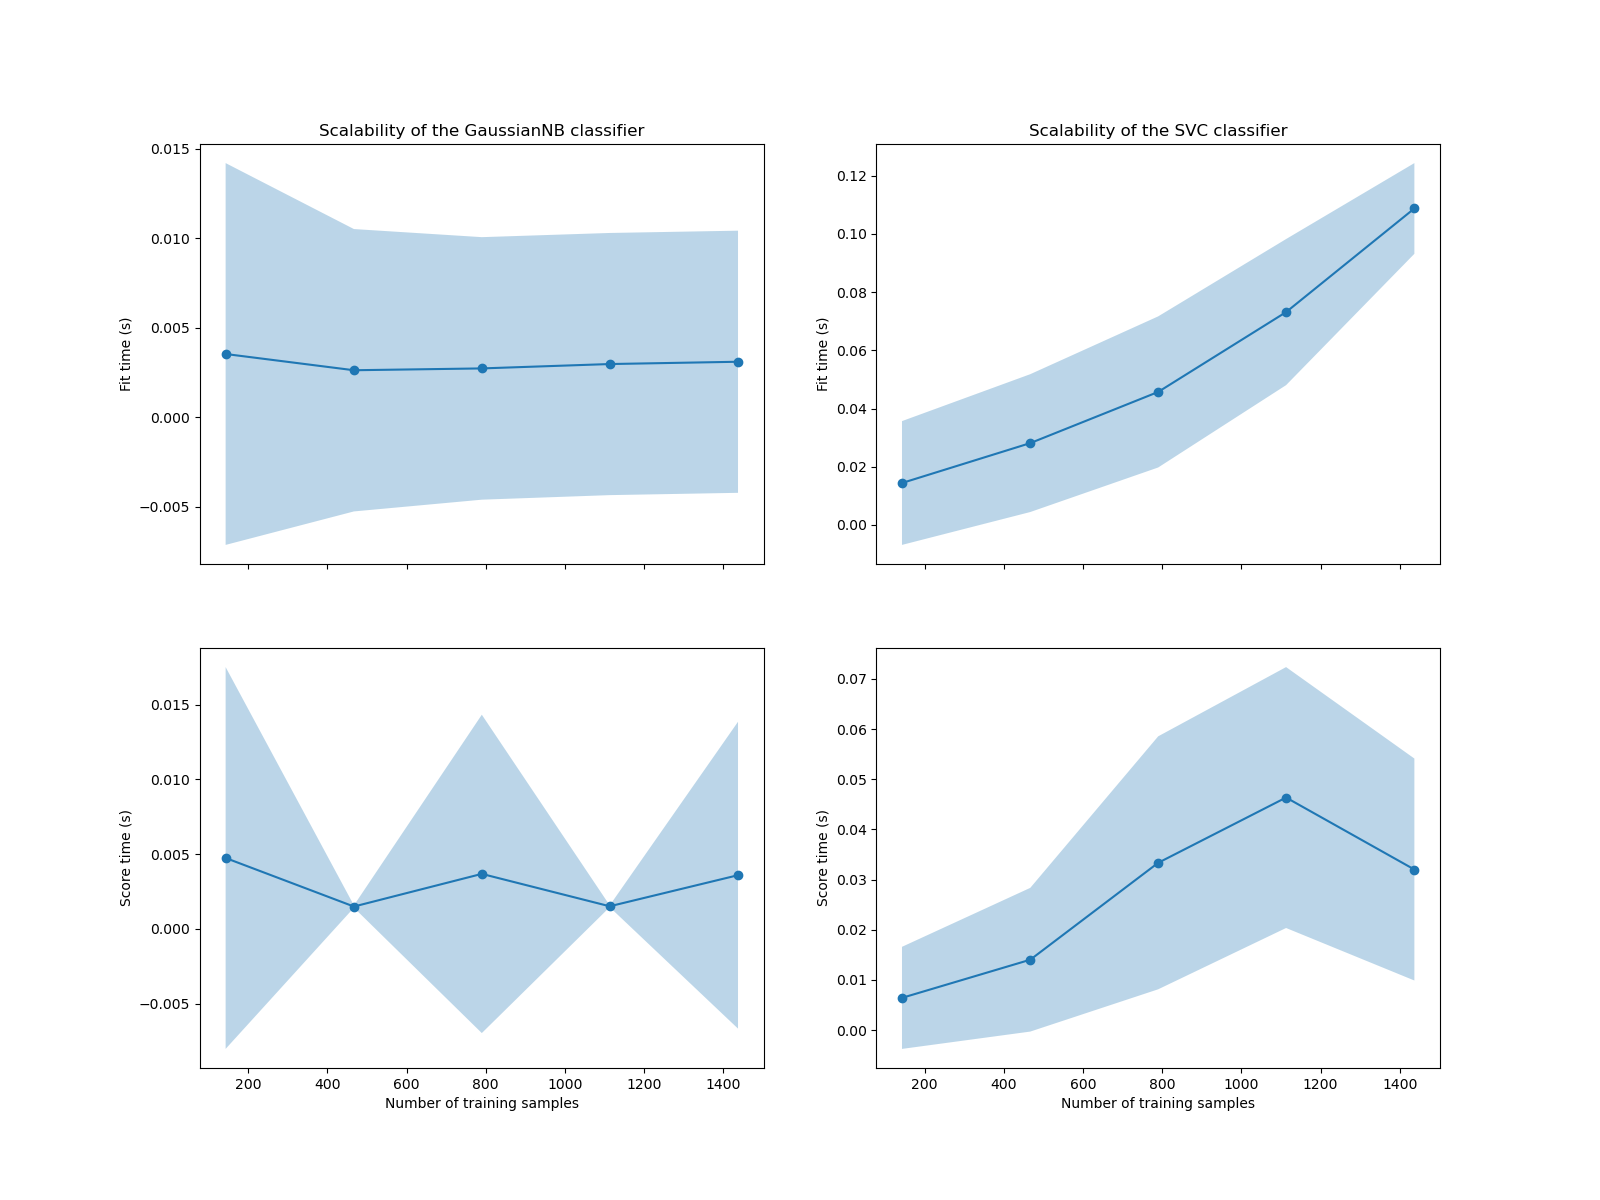 Scalability of the GaussianNB classifier
0.015
0.010
0.005
0.000
−0.005
Fit time (s)
Scalability of the SVC classifier
0.12
0.10
0.08
0.06
0.04
0.02
0.00
Fit time (s)
0.015
0.010
0.005
0.000
−0.005
Score time (s)
200 400 600 800 1000 1200 1400
Number of training samples
0.07
0.06
0.05
0.04
0.03
0.02
0.01
0.00
Score time (s)
200 400 600 800 1000 1200 1400
Number of training samples